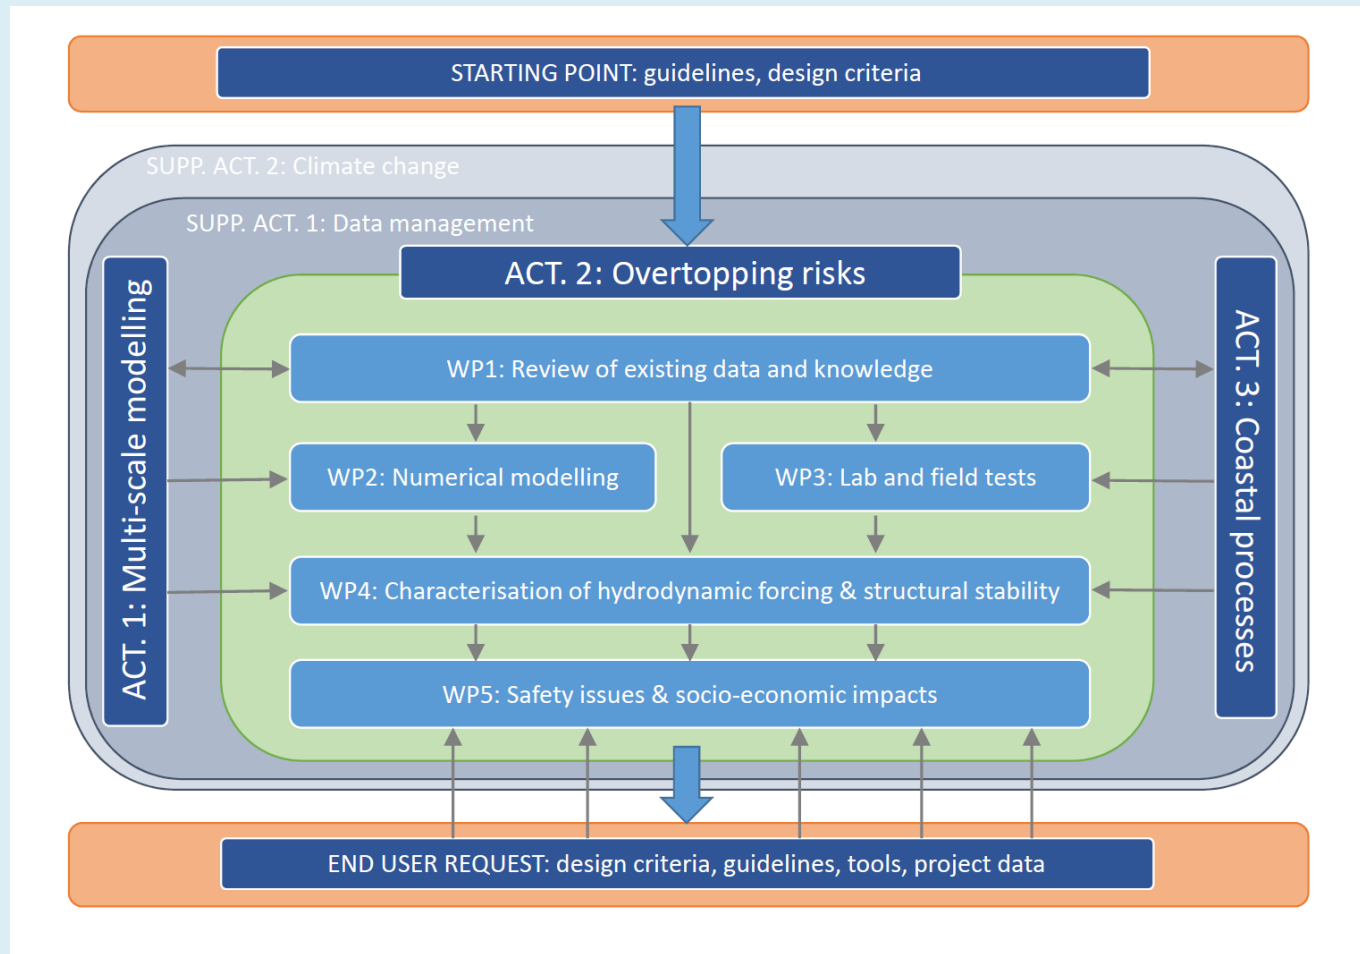 STARTING POINT: guidelines, design criteria
SUPP. ACT. 2: Climate change
SUPP. ACT. 1: Data management
ACT. 2: Overtopping risks
ACT. 1: Multi-scale modelling
WP1: Review of existing data and knowledge
WP2: Numerical modelling
WP3: Lab and field tests
WP4: Characterisation of hydrodynamic forcing & structural stability
WP5: Safety issues & socio-economic impacts
ACT. 3: Coastal processes
END USER REQUEST: design criteria, guidelines, tools, project data